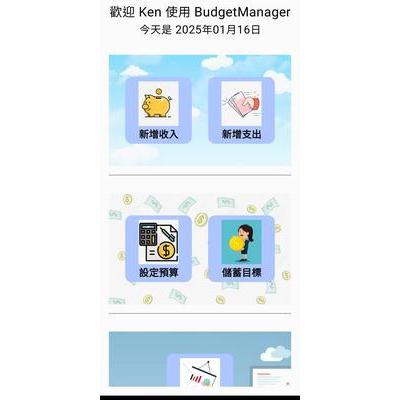 歡迎 Ken 使用 BudgetManager
今天是 2025年01月16日
新增收入
新增支出
設定預算
儲蓄目標